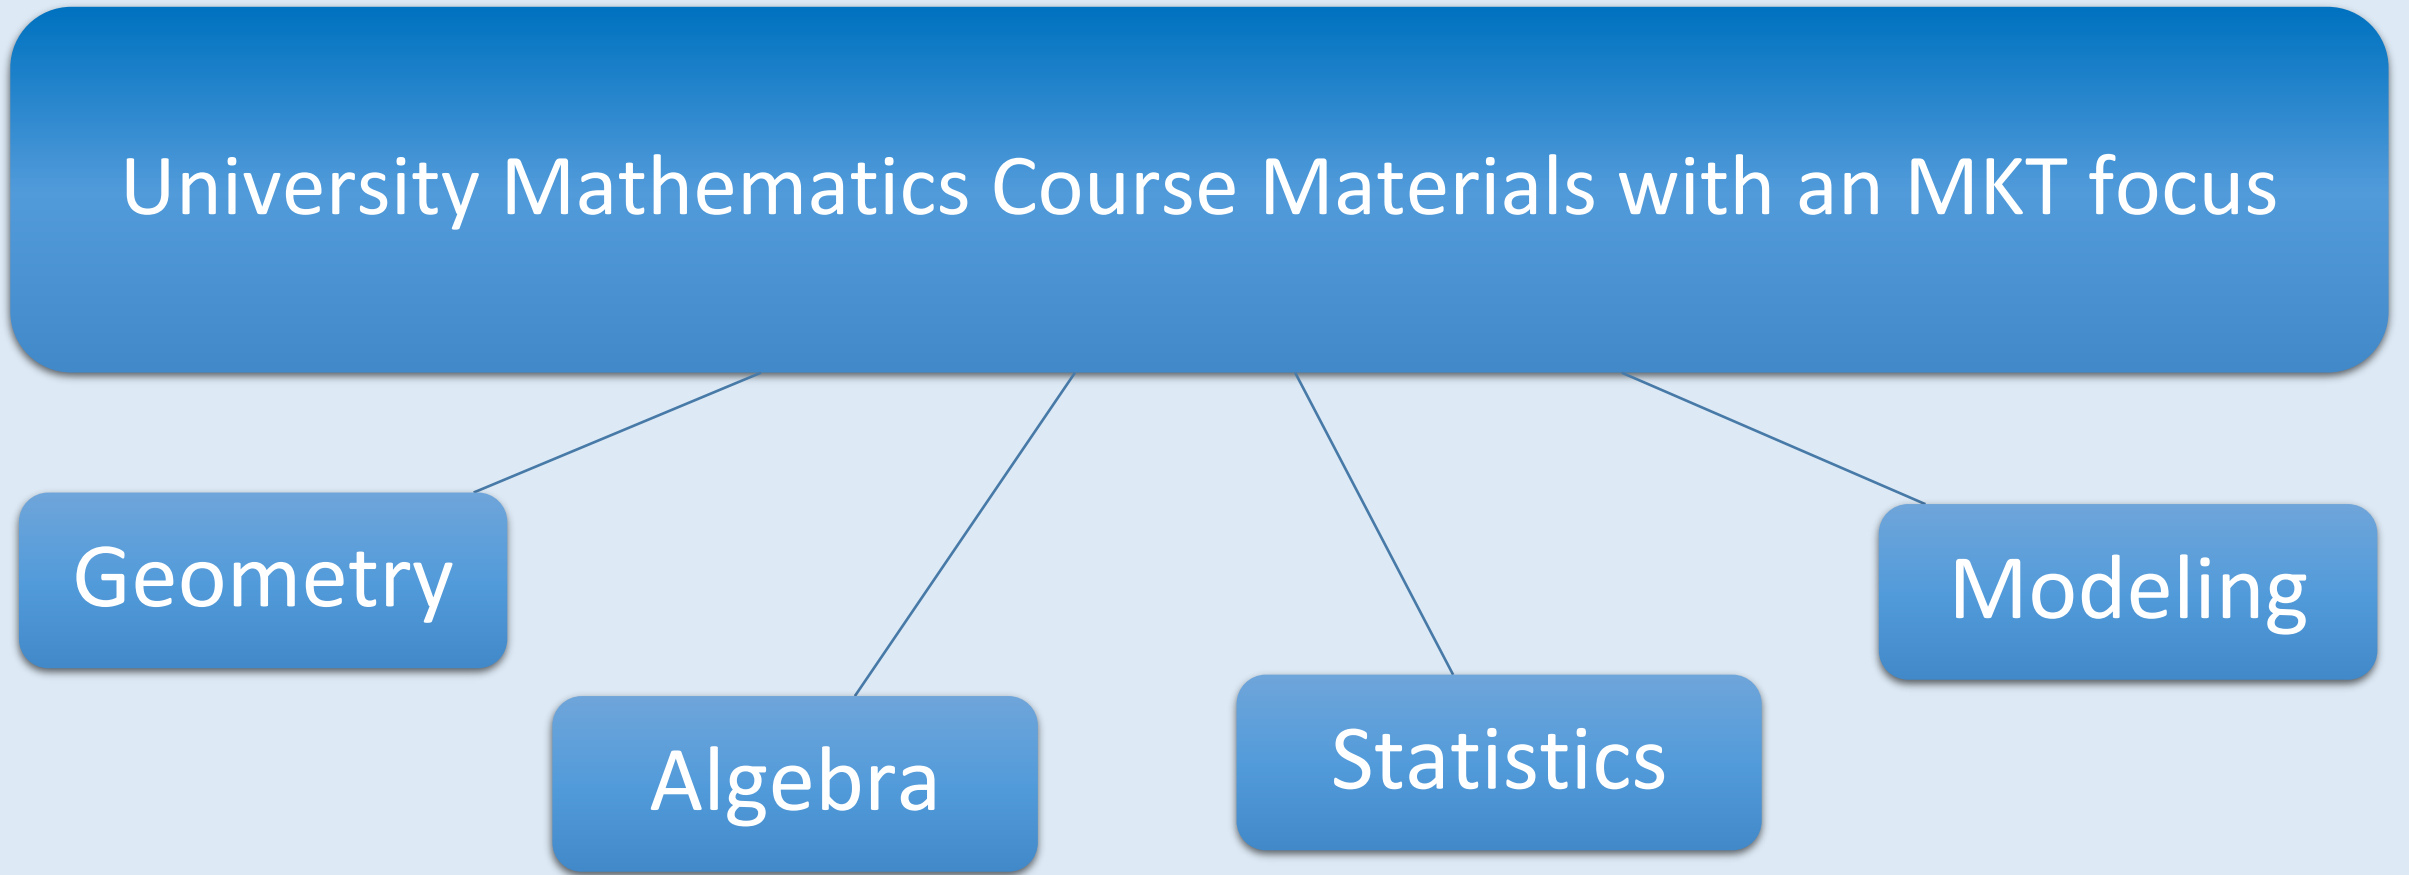 University Mathematics Course Materials with an MKT focus
Geometry
Algebra
Statistics
Modeling